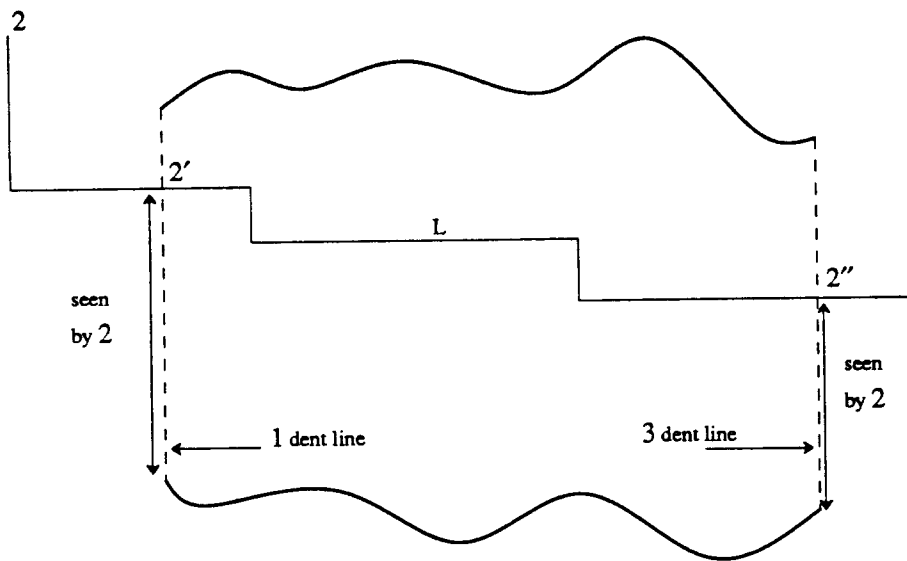 2
2′
L
2″
seen
by 2
seen
by 2
1 dent line
3 dent line